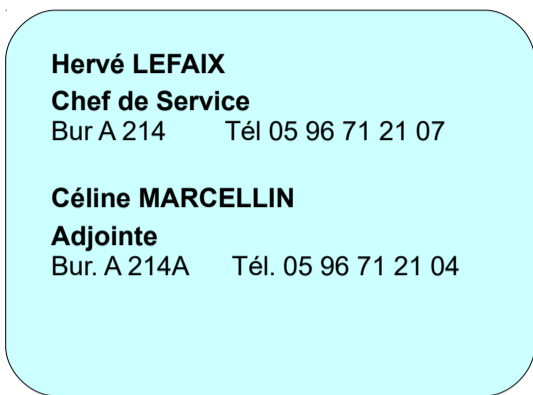 Hervé LEFAIX
Chef de Service
Bur A 214 Tél 05 96 71 21 07
Céline MARCELLIN
Adjointe
Bur. A 214A Tél. 05 96 71 21 04